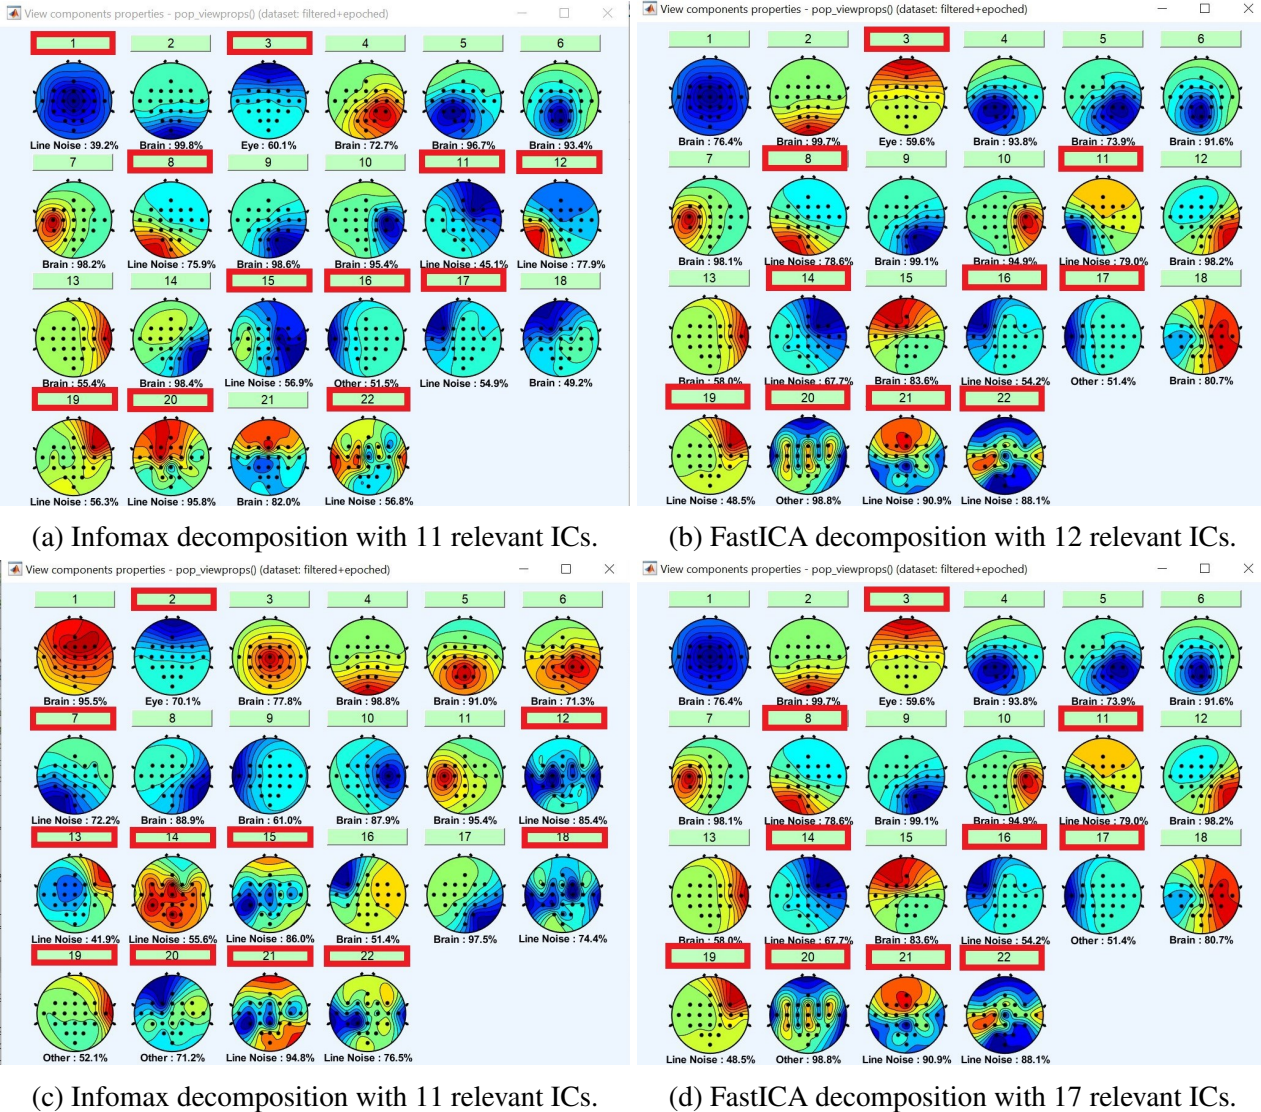 View components properties - pop_viewprops() (dataset: filtered+epoched)
1 2 3 4 5 6
Line Noise : 39.2% Brain : 99.8% Eye : 60.1% Brain : 72.7% Brain : 96.7% Brain : 93.4%
7 8 9 10 11 12
Brain : 98.2% Line Noise : 75.9% Brain : 98.6% Brain : 95.4% Line Noise : 45.1% Line Noise : 77.9%
13 14 15 16 17 18
Brain : 55.4% Brain : 98.4% Line Noise : 56.9% Other : 51.5% Line Noise : 54.9% Brain : 49.2%
19 20 21 22
Line Noise : 56.3% Line Noise : 95.8% Brain : 82.0% Line Noise : 56.8%
(a) Infomax decomposition with 11 relevant ICs.
View components properties - pop_viewprops() (dataset: filtered+epoched)
1 2 3 4 5 6
Brain : 76.4% Brain : 99.7% Eye : 59.6% Brain : 93.8% Brain : 73.9% Brain : 91.6%
7 8 9 10 11 12
Brain : 98.1% Line Noise : 78.6% Brain : 99.1% Brain : 94.9% Line Noise : 79.0% Brain : 98.2%
13 14 15 16 17 18
Brain : 58.0% Line Noise : 67.7% Brain : 83.6% Line Noise : 54.2% Other : 51.4% Brain : 80.7%
19 20 21 22
Line Noise : 48.5% Other : 98.8% Line Noise : 90.9% Line Noise : 88.1%
(b) FastICA decomposition with 12 relevant ICs.
View components properties - pop_viewprops() (dataset: filtered+epoched)
1 2 3 4 5 6
Brain : 95.5% Eye : 70.1% Brain : 77.8% Brain : 98.8% Brain : 91.0% Brain : 71.3%
7 8 9 10 11 12
Line Noise : 72.2% Brain : 88.9% Brain : 61.0% Brain : 87.9% Brain : 95.4% Line Noise : 85.4%
13 14 15 16 17 18
Line Noise : 41.9% Line Noise : 55.6% Line Noise : 86.0% Brain : 51.4% Brain : 97.5% Line Noise : 74.4%
19 20 21 22
Other : 52.1% Other : 71.2% Line Noise : 94.8% Line Noise : 76.5%
(c) Infomax decomposition with 11 relevant ICs.
View components properties - pop_viewprops() (dataset: filtered+epoched)
1 2 3 4 5 6
Brain : 76.4% Brain : 99.7% Eye : 59.6% Brain : 93.8% Brain : 73.9% Brain : 91.6%
7 8 9 10 11 12
Brain : 98.1% Line Noise : 78.6% Brain : 99.1% Brain : 94.9% Line Noise : 79.0% Brain : 98.2%
13 14 15 16 17 18
Brain : 58.0% Line Noise : 67.7% Brain : 83.6% Line Noise : 54.2% Other : 51.4% Brain : 80.7%
19 20 21 22
Line Noise : 48.5% Other : 98.8% Line Noise : 90.9% Line Noise : 88.1%
(d) FastICA decomposition with 17 relevant ICs.